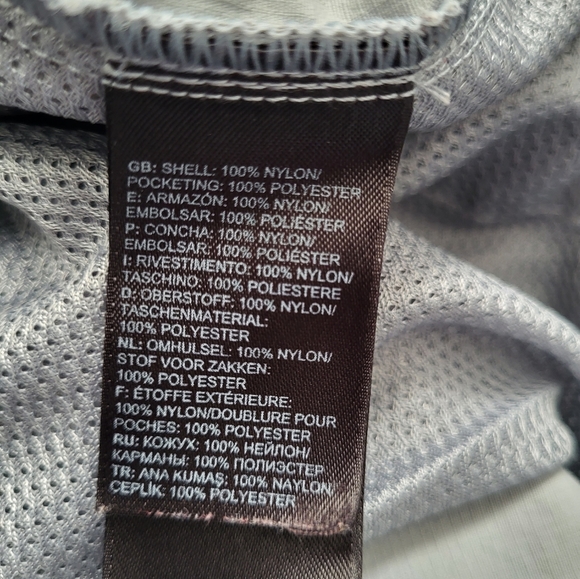 GB: SHELL: 100% NYLON/
POCKETING: 100% POLYESTER
E: ARMAZÓN: 100% NYLON/
EMBOLSAR: 100% POLIÉSTER
P: CONCHA: 100% NYLON/
EMBOLSAR: 100% POLIÉSTER
I: RIVESTIMENTO: 100% NYLON/
TASCHINO: 100% POLIESTERE
D: OBERSTOFF: 100% NYLON/
TASCHENMATERIAL:
100% POLYESTER
NL: OMHULSEL: 100% NYLON/
STOF VOOR ZAKKEN:
100% POLYESTER
F: ÉTOFFE EXTÉRIEURE:
100% NYLON/DOUBLURE POUR
POCHES: 100% POLYESTER
RU: КОЖУХ: 100% НЕЙЛОН/
КАРМАНЫ: 100% ПОЛИЭСТЕР
TR: ANA KUMAŞ: 100% NAYLON,
CEPLİK: 100% POLYESTER